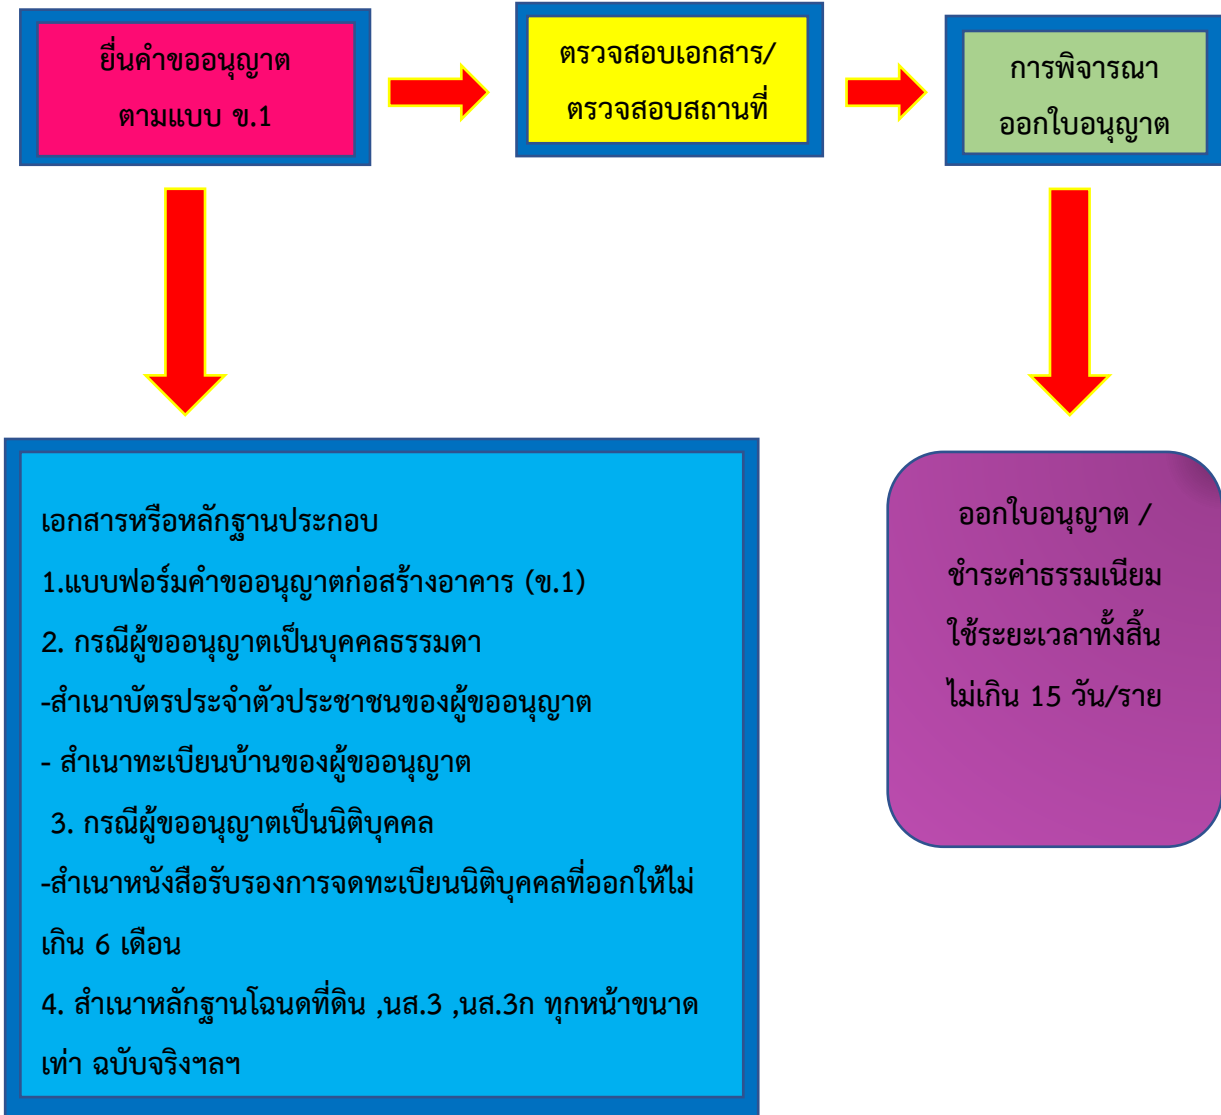 ยื่นคำขออนุญาต
ตามแบบ ข.1
ตรวจสอบเอกสาร/
ตรวจสอบสถานที่
การพิจารณา
ออกใบอนุญาต
เอกสารหรือหลักฐานประกอบ
1.แบบฟอร์มคำขออนุญาตก่อสร้างอาคาร (ข.1)
2. กรณีผู้ขออนุญาตเป็นบุคคลธรรมดา
-สำเนาบัตรประจำตัวประชาชนของผู้ขออนุญาต
- สำเนาทะเบียนบ้านของผู้ขออนุญาต
3. กรณีผู้ขออนุญาตเป็นนิติบุคคล
-สำเนาหนังสือรับรองการจดทะเบียนนิติบุคคลที่ออกให้ไม่
เกิน 6 เดือน
4. สำเนาหลักฐานโฉนดที่ดิน ,นส.3 ,นส.3ก ทุกหน้าขนาด
เท่า ฉบับจริงฯลฯ
ออกใบอนุญาต /
ชำระค่าธรรมเนียม
ใช้ระยะเวลาทั้งสิ้น
ไม่เกิน 15 วัน/ราย